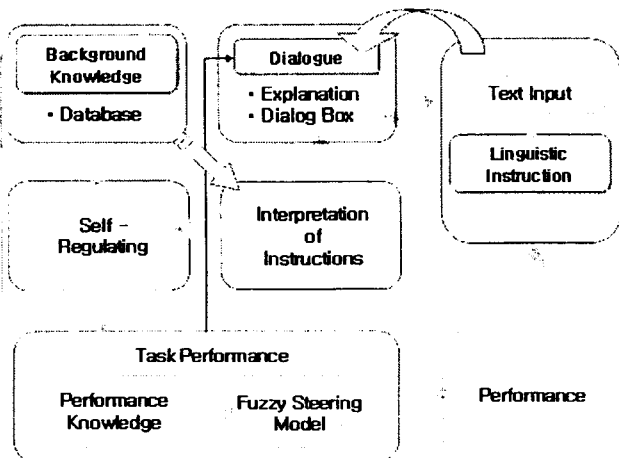 Background
Knowledge
• Database
Dialogue
• Explanation
• Dialog Box
Text Input
Linguistic
Instruction
Self -
Regulating
Interpretation
of
Instructions
Task Performance
Performance
Knowledge
Fuzzy Steering
Model
Performance